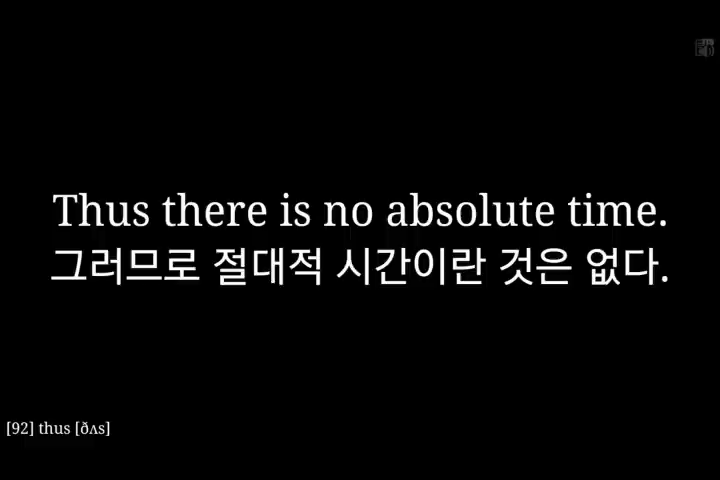 Thus there is no absolute time.
그러므로 절대적 시간이란 것은 없다.
[92] thus [ðʌs]